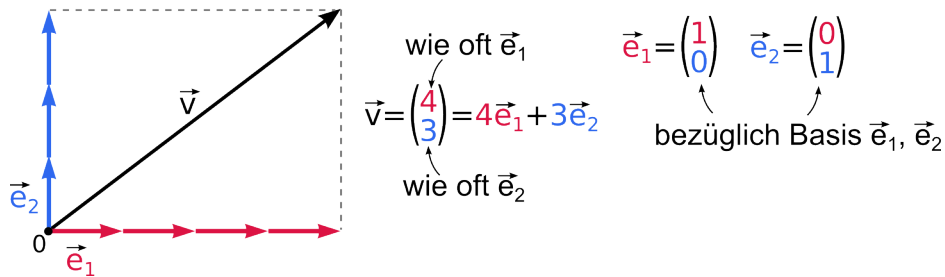 v⃗
e⃗₂
0
e⃗₁
wie oft e⃗₁
v⃗=(4 3)=4e⃗₁+3e⃗₂
wie oft e⃗₂
e⃗₁=(1 0) e⃗₂=(0 1)
bezüglich Basis e⃗₁, e⃗₂